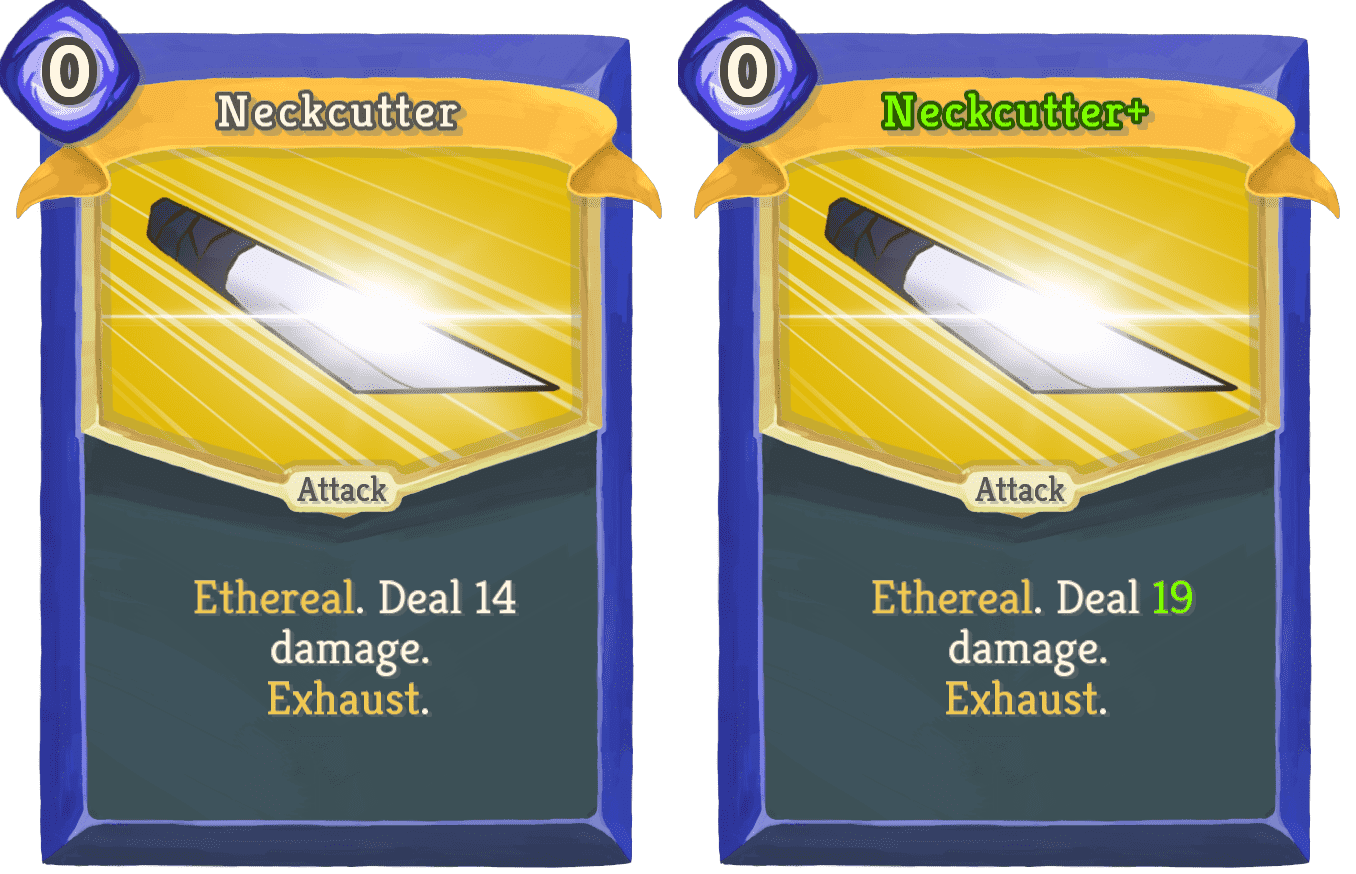 0
Neckcutter
Attack
Ethereal. Deal 14
damage.
Exhaust.
0
Neckcutter+
Attack
Ethereal. Deal 19
damage.
Exhaust.